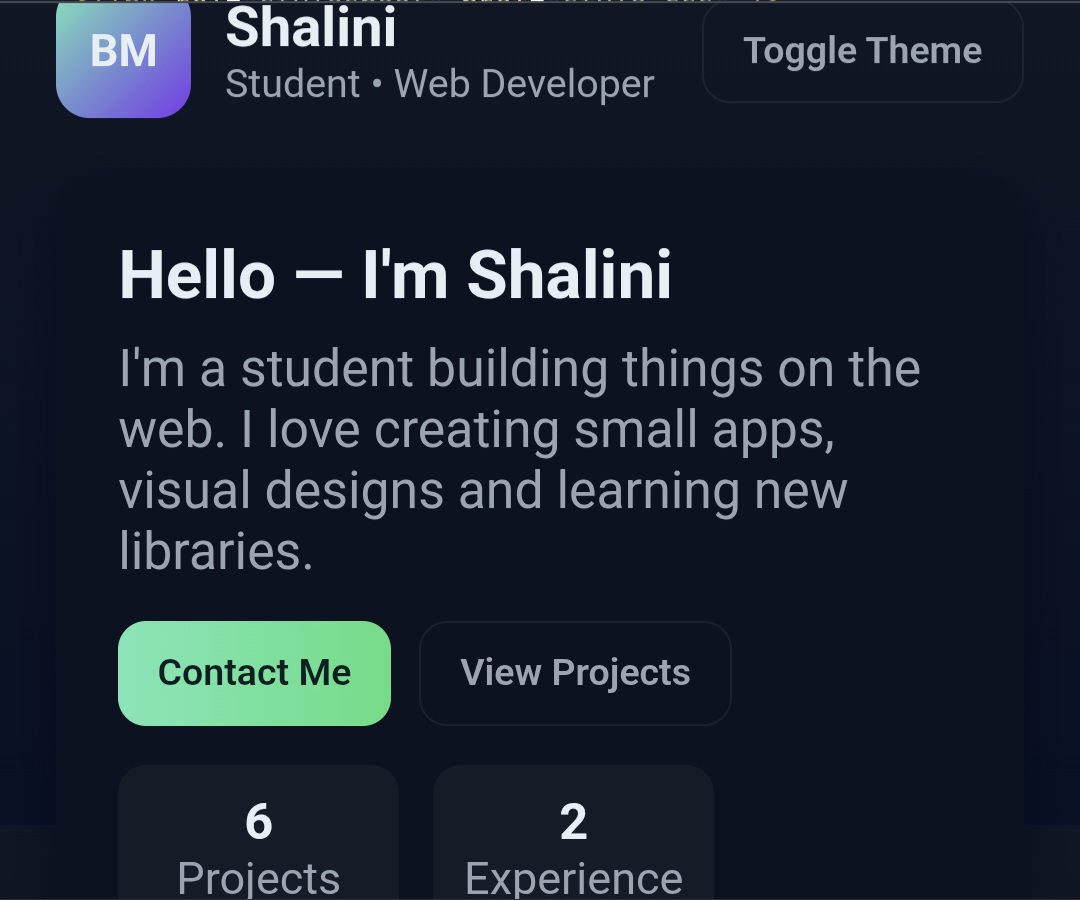 BM
Shalini
Student • Web Developer
Toggle Theme
Hello — I'm Shalini
I'm a student building things on the
web. I love creating small apps,
visual designs and learning new
libraries.
Contact Me
View Projects
6
Projects
2
Experience